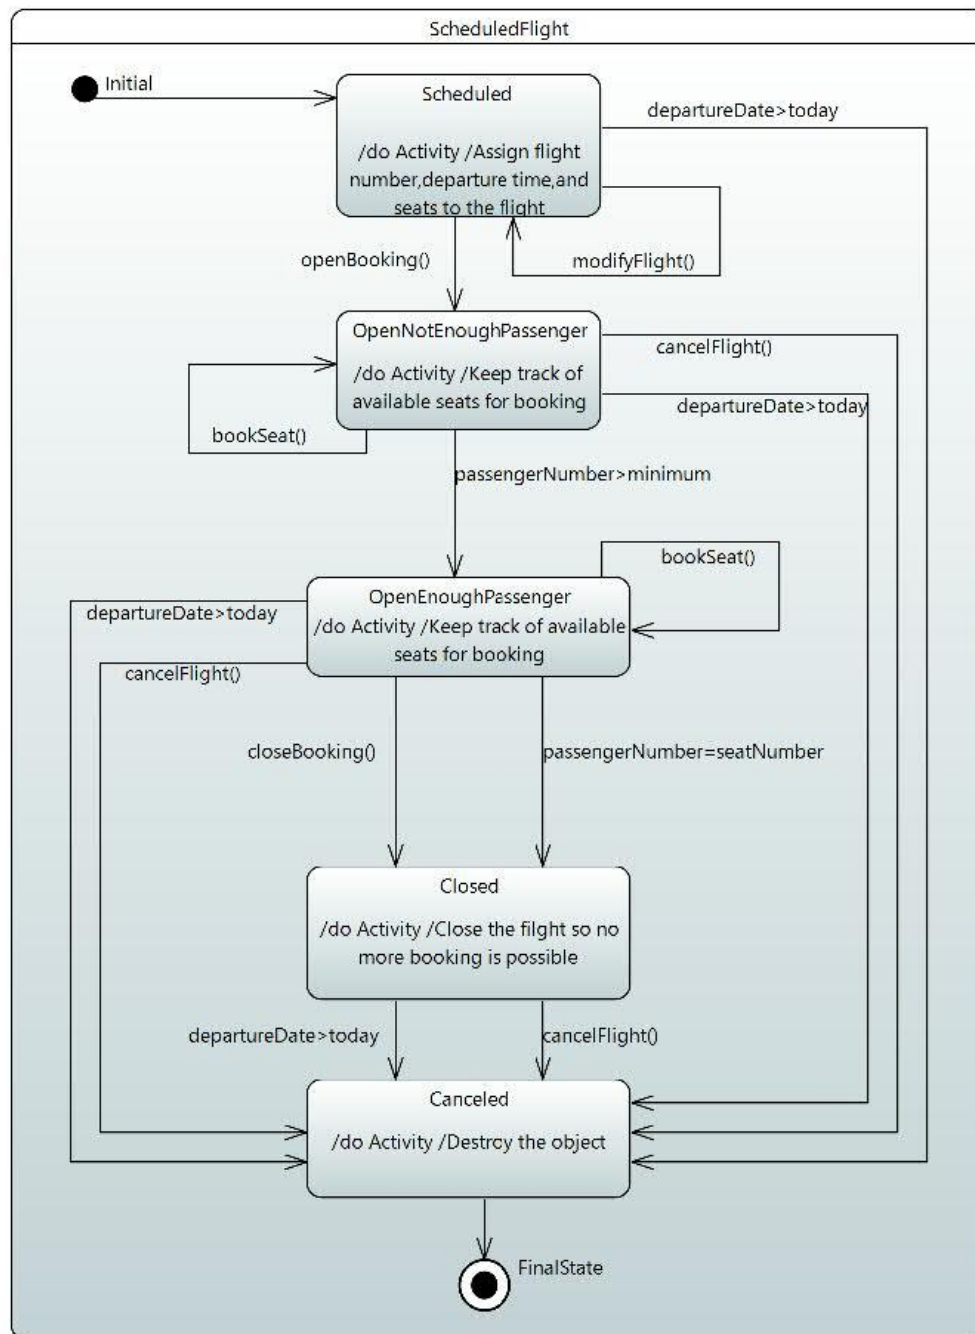 ScheduledFlight
Initial
Scheduled
departureDate>today
/do Activity /Assign flight
number,departure time,and
seats to the flight
openBooking()
modifyFlight()
OpenNotEnoughPassenger
cancelFlight()
/do Activity /Keep track of
available seats for booking
departureDate>today
bookSeat()
passengerNumber>minimum
bookSeat()
OpenEnoughPassenger
departureDate>today
/do Activity /Keep track of available
seats for booking
cancelFlight()
closeBooking()
passengerNumber=seatNumber
Closed
/do Activity /Close the filght so no
more booking is possible
departureDate>today
cancelFlight()
Canceled
/do Activity /Destroy the object
FinalState